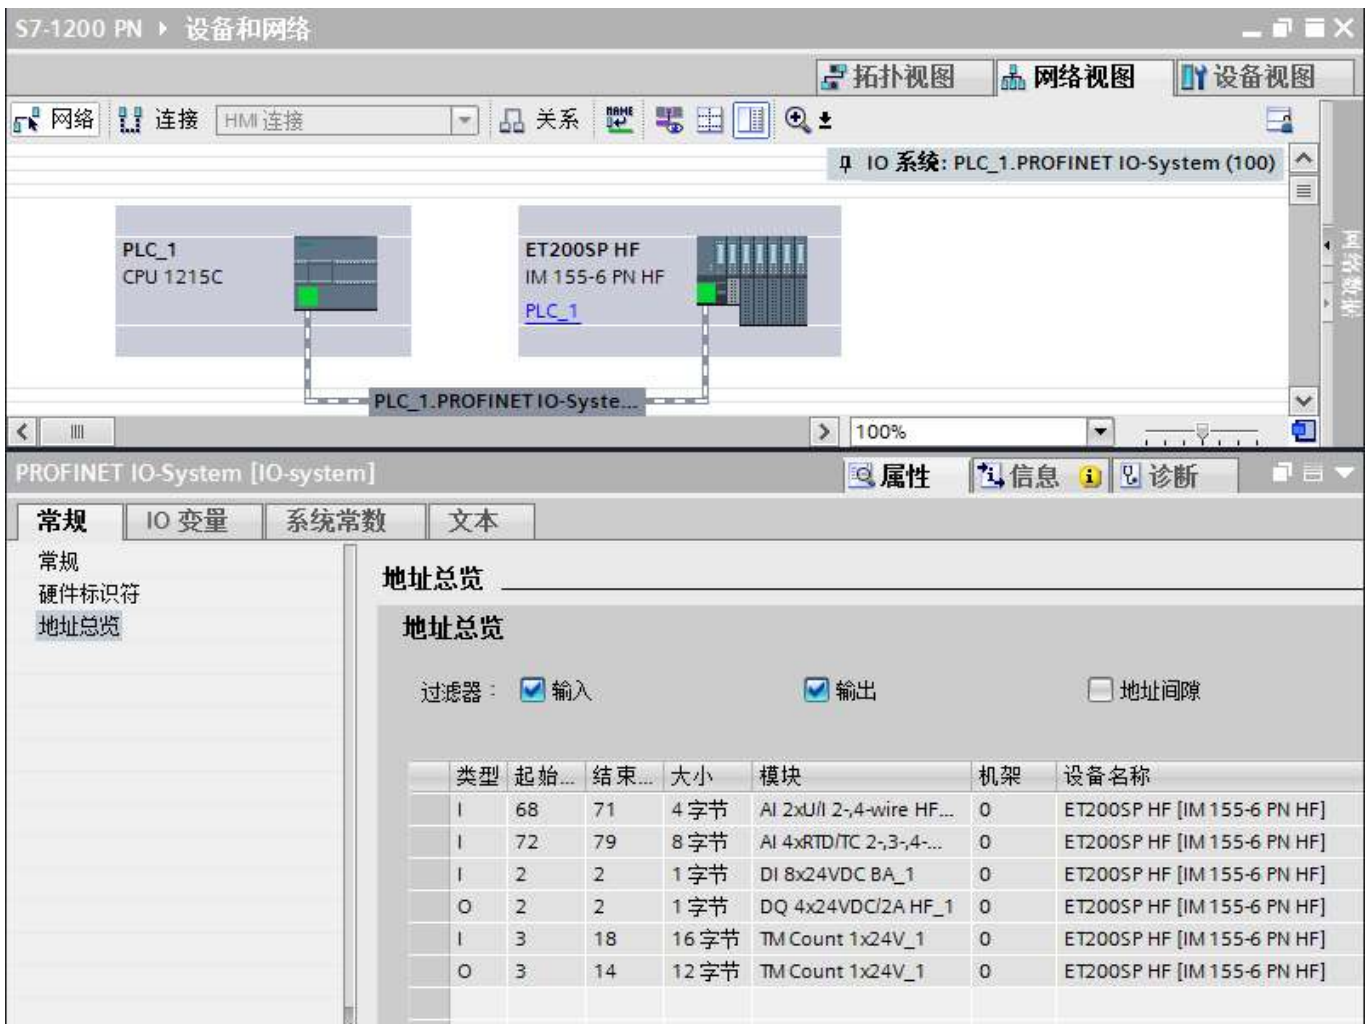 S7-1200 PN ▸ 设备和网络
拓扑视图 网络视图 设备视图
网络 连接 HMI 连接 关系
IO 系统: PLC_1.PROFINET IO-System (100)
PLC_1
CPU 1215C
ET200SP HF
IM 155-6 PN HF
PLC_1
PLC_1.PROFINET IO-Syste...
100%
PROFINET IO-System [IO-system] 属性 信息 诊断
常规 IO 变量 系统常数 文本
常规
硬件标识符
地址总览
地址总览
地址总览
过滤器： 输入 输出 地址间隙
类型 起始... 结束... 大小 模块 机架 设备名称
I 68 71 4 字节 AI 2xU/I 2-,4-wire HF... 0 ET200SP HF [IM 155-6 PN HF]
I 72 79 8 字节 AI 4xRTD/TC 2-,3-,4-... 0 ET200SP HF [IM 155-6 PN HF]
I 2 2 1 字节 DI 8x24VDC BA_1 0 ET200SP HF [IM 155-6 PN HF]
O 2 2 1 字节 DQ 4x24VDC/2A HF_1 0 ET200SP HF [IM 155-6 PN HF]
I 3 18 16 字节 TM Count 1x24V_1 0 ET200SP HF [IM 155-6 PN HF]
O 3 14 12 字节 TM Count 1x24V_1 0 ET200SP HF [IM 155-6 PN HF]